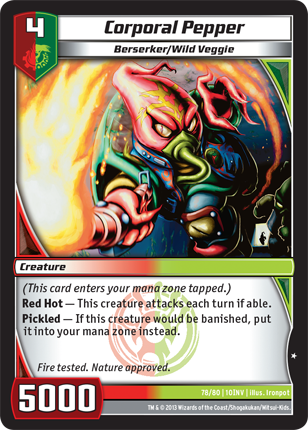 4
Corporal Pepper
Berserker/Wild Veggie
Creature
(This card enters your mana zone tapped.)
Red Hot — This creature attacks each turn if able.
Pickled — If this creature would be banished, put
it into your mana zone instead.
Fire tested. Nature approved.
5000
78/80 | 10INV | Illus. Ironpot
TM & © 2013 Wizards of the Coast/Shogakukan/Mitsui-Kids.